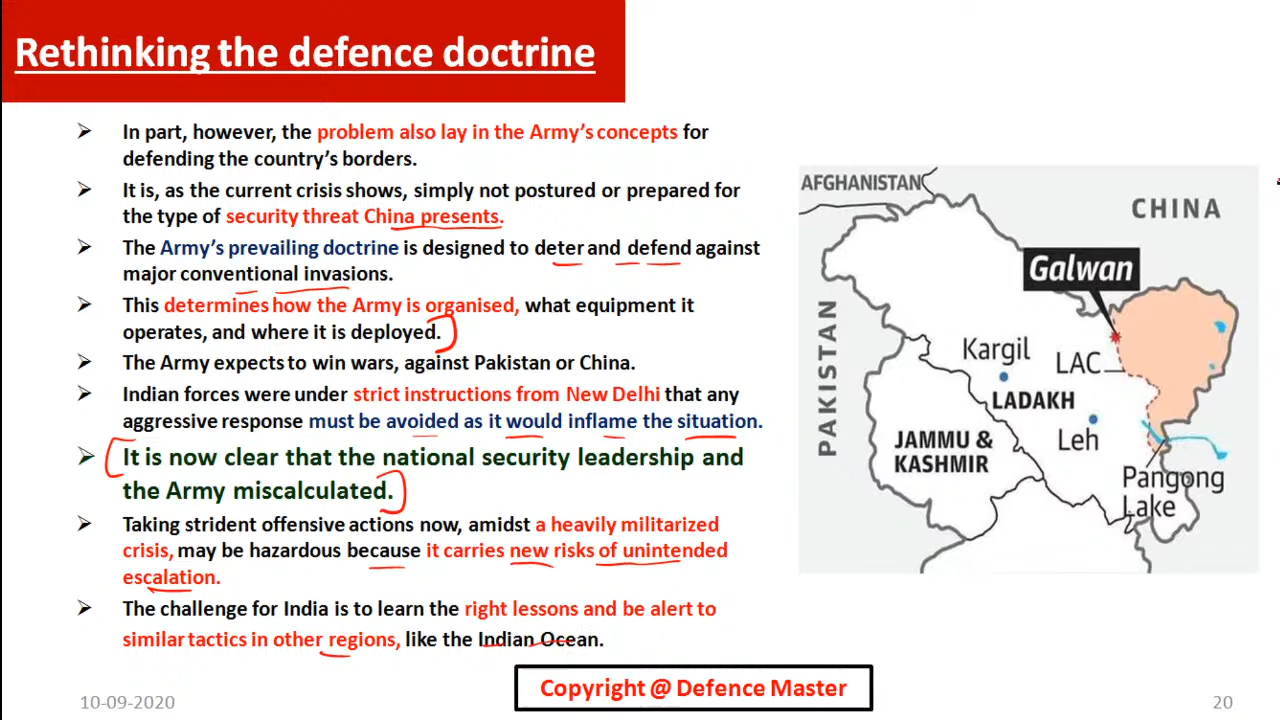 Rethinking the defence doctrine
➢ In part, however, the problem also lay in the Army's concepts for
defending the country's borders.
➢ It is, as the current crisis shows, simply not postured or prepared for
the type of security threat China presents.
➢ The Army's prevailing doctrine is designed to deter and defend against
major conventional invasions.
➢ This determines how the Army is organised, what equipment it
operates, and where it is deployed.
➢ The Army expects to win wars, against Pakistan or China.
➢ Indian forces were under strict instructions from New Delhi that any
aggressive response must be avoided as it would inflame the situation.
➢ It is now clear that the national security leadership and
the Army miscalculated.
➢ Taking strident offensive actions now, amidst a heavily militarized
crisis, may be hazardous because it carries new risks of unintended
escalation.
➢ The challenge for India is to learn the right lessons and be alert to
similar tactics in other regions, like the Indian Ocean.
AFGHANISTAN
CHINA
Galwan
PAKISTAN
Kargil
LAC
LADAKH
Leh
JAMMU &
KASHMIR
Pangong
Lake
10-09-2020
Copyright @ Defence Master
20